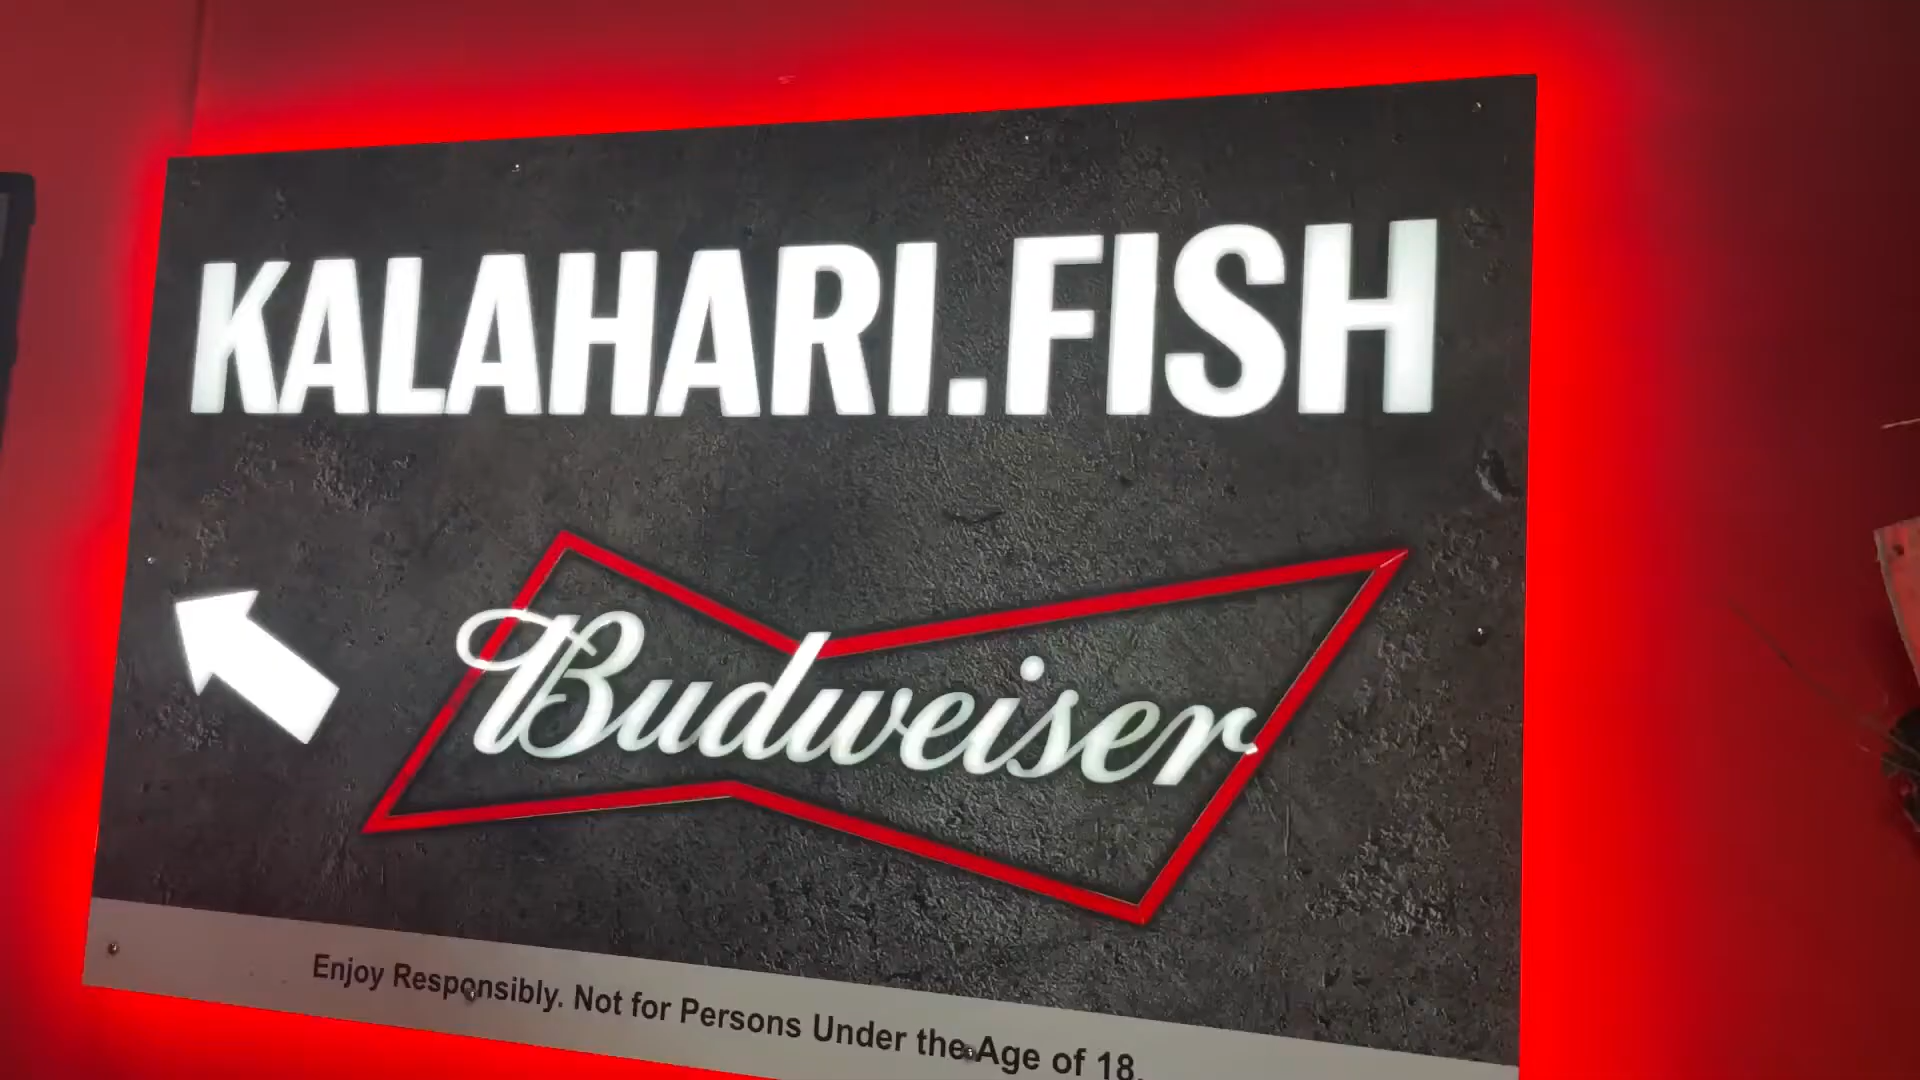 KALAHARI.FISH
Budweiser
Enjoy Responsibly. Not for Persons Under the Age of 18.